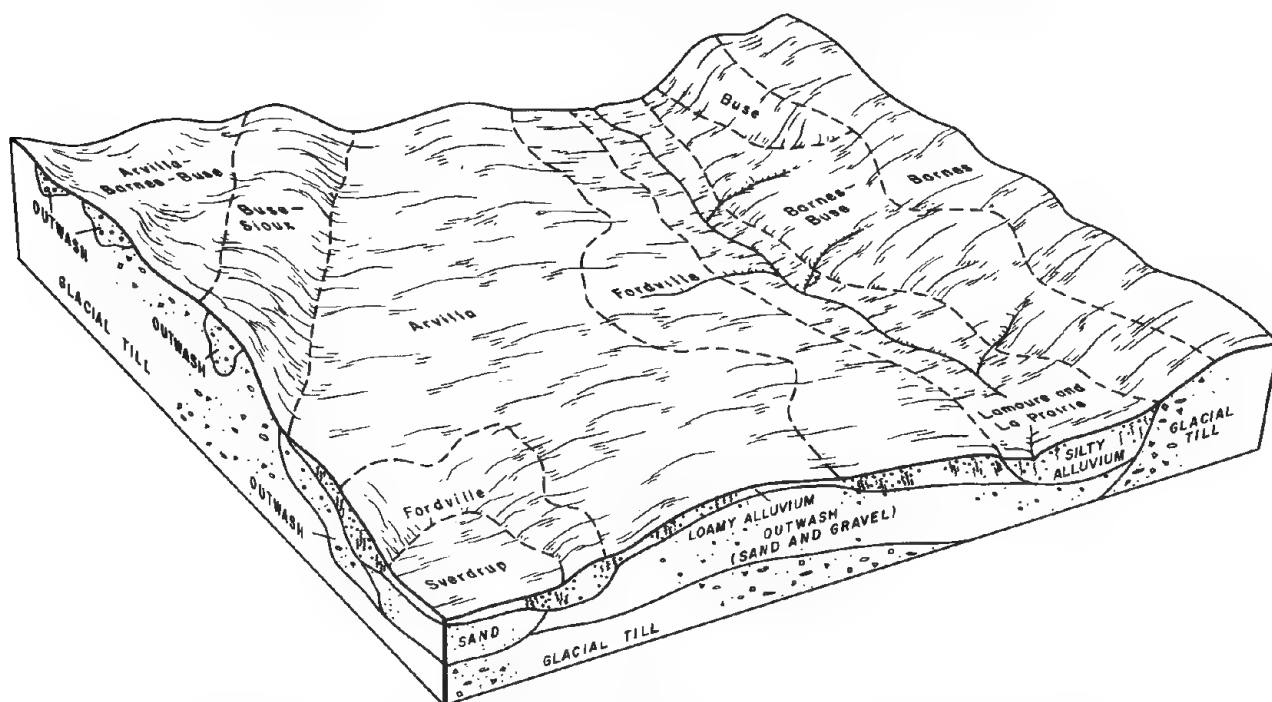 Buse
Arvilla-
Barnes-Buse
Barnes
OUTWASH
Buse-
Sioux
Barnes-
Buse
GLACIAL TILL
Fordville
Arvilla
OUTWASH
Lamoure and
La Prairie
GLACIAL
TILL
SILTY
ALLUVIUM
OUTWASH
Fordville
LOAMY ALLUVIUM
OUTWASH
(SAND AND GRAVEL)
Sverdrup
SAND
GLACIAL TILL